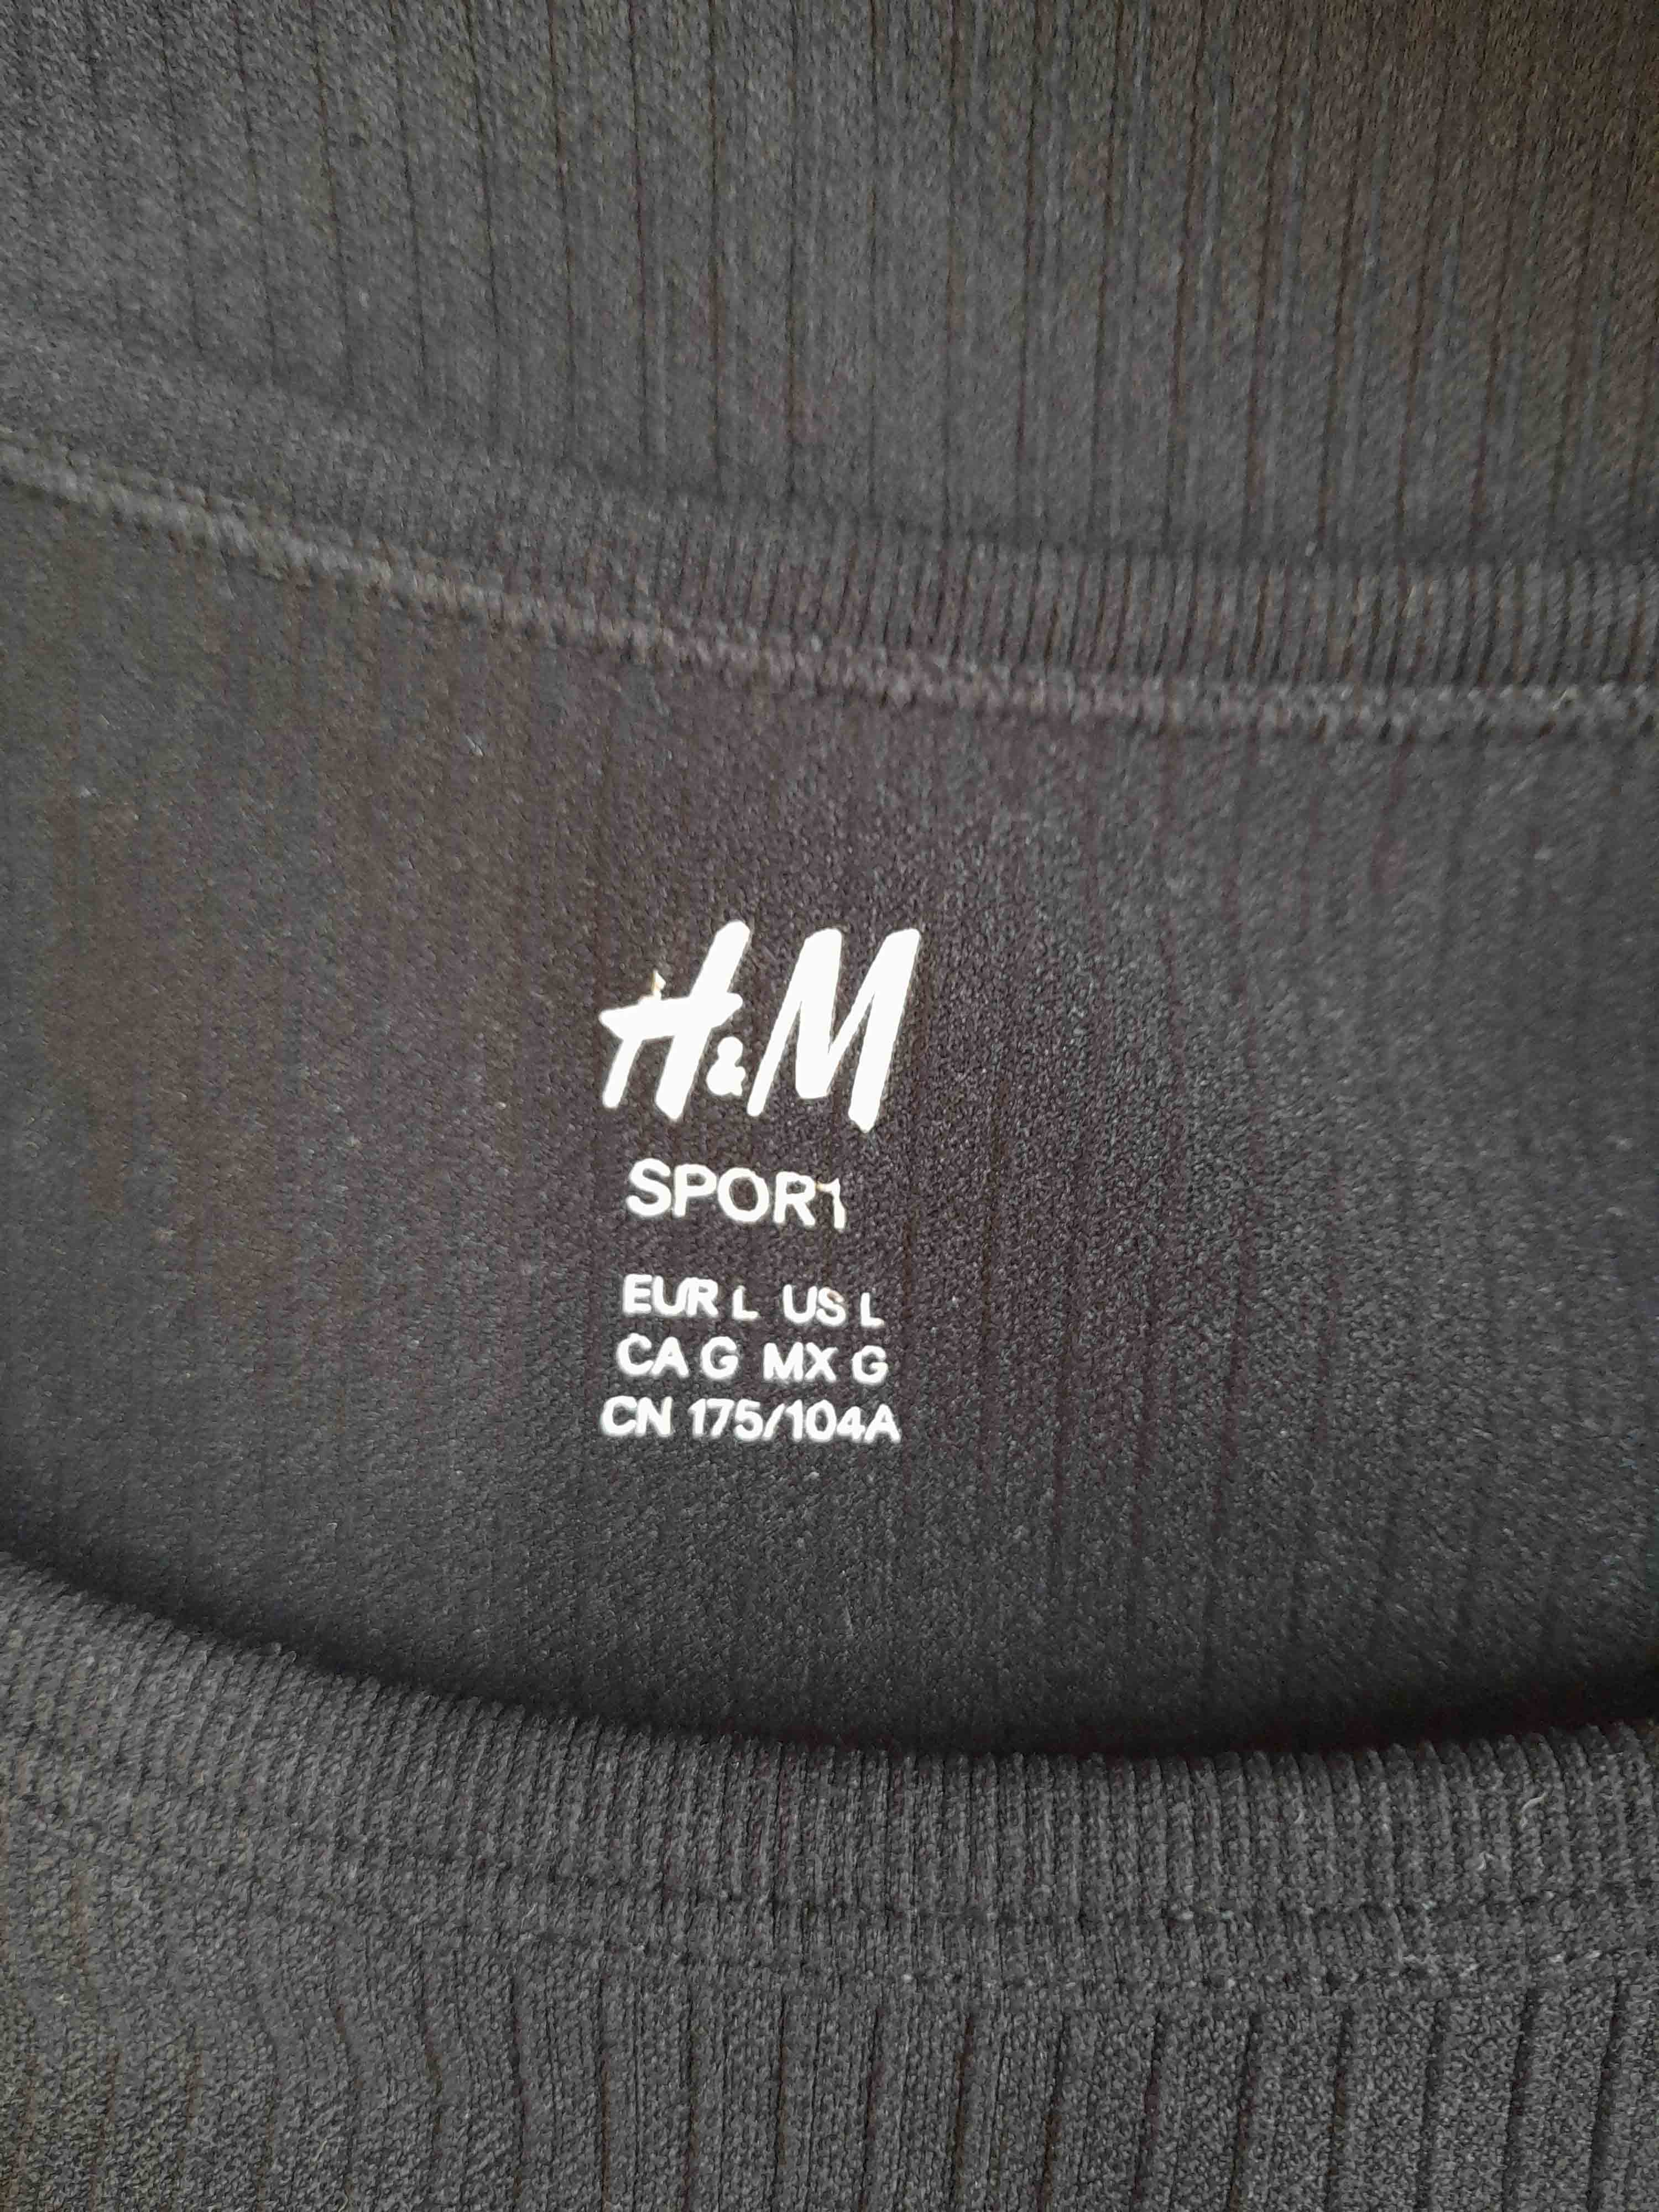 H&M
SPORT
EUR L US L
CA G MX G
CN 175/104A